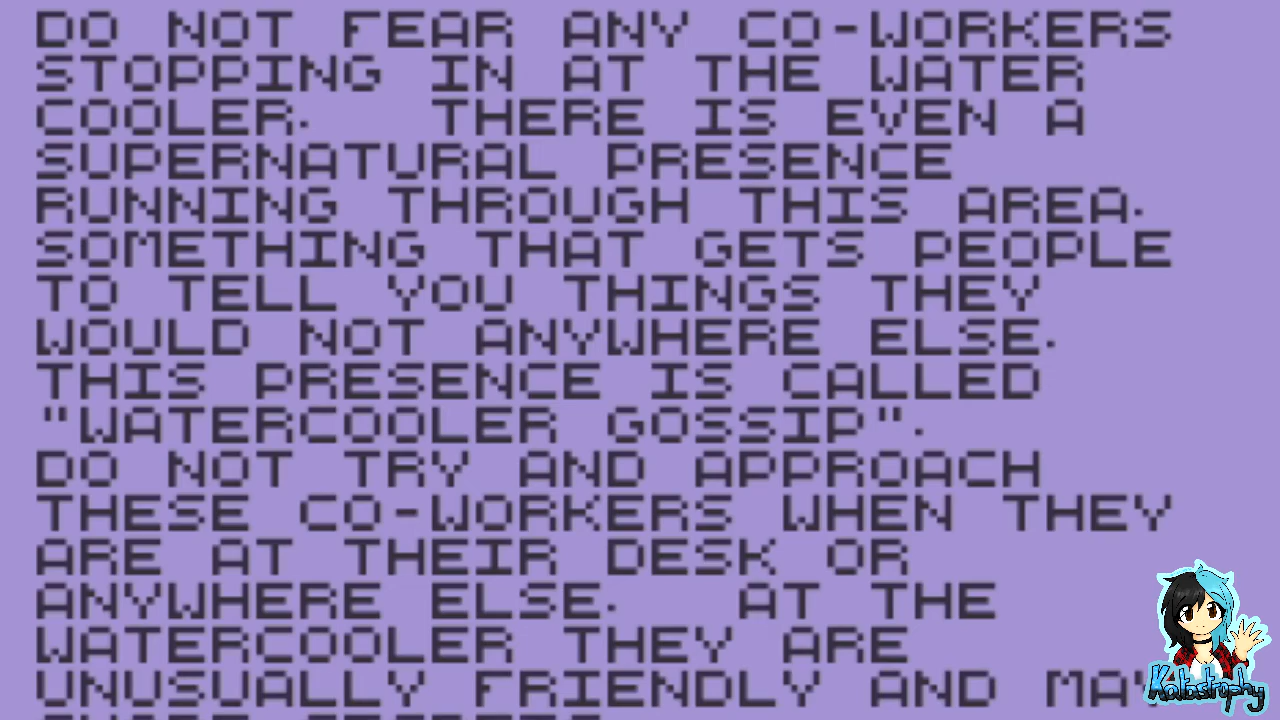 DO NOT FEAR ANY CO-WORKERS
STOPPING IN AT THE WATER
COOLER. THERE IS EVEN A
SUPERNATURAL PRESENCE
RUNNING THROUGH THIS AREA.
SOMETHING THAT GETS PEOPLE
TO TELL YOU THINGS THEY
WOULD NOT ANYWHERE ELSE.
THIS PRESENCE IS CALLED
"WATERCOOLER GOSSIP".
DO NOT TRY AND APPROACH
THESE CO-WORKERS WHEN THEY
ARE AT THEIR DESK OR
ANYWHERE ELSE. AT THE
WATERCOOLER THEY ARE
UNUSUALLY FRIENDLY AND MAY
Katastrophy